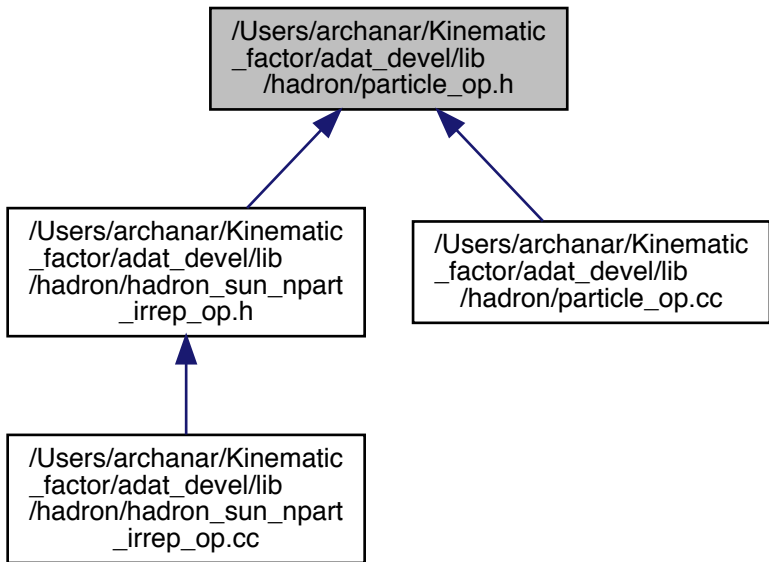 /Users/archanar/Kinematic
_factor/adat_devel/lib
/hadron/particle_op.h
/Users/archanar/Kinematic
_factor/adat_devel/lib
/hadron/hadron_sun_npart
_irrep_op.h
/Users/archanar/Kinematic
_factor/adat_devel/lib
/hadron/particle_op.cc
/Users/archanar/Kinematic
_factor/adat_devel/lib
/hadron/hadron_sun_npart
_irrep_op.cc